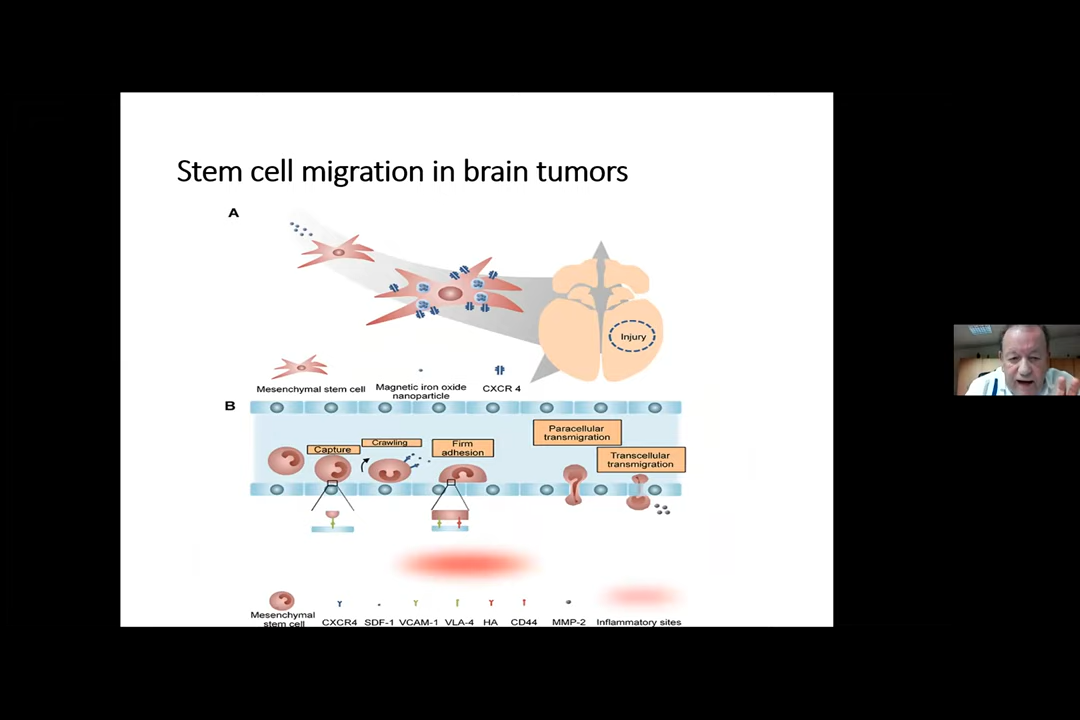 Stem cell migration in brain tumors
A
Injury
Mesenchymal stem cell
Magnetic iron oxide
nanoparticle
CXCR 4
B
Capture
Crawling
Firm
adhesion
Paracellular
transmigration
Transcellular
transmigration
Mesenchymal
stem cell
CXCR4
SDF-1
VCAM-1
VLA-4
HA
CD44
MMP-2
Inflammatory sites